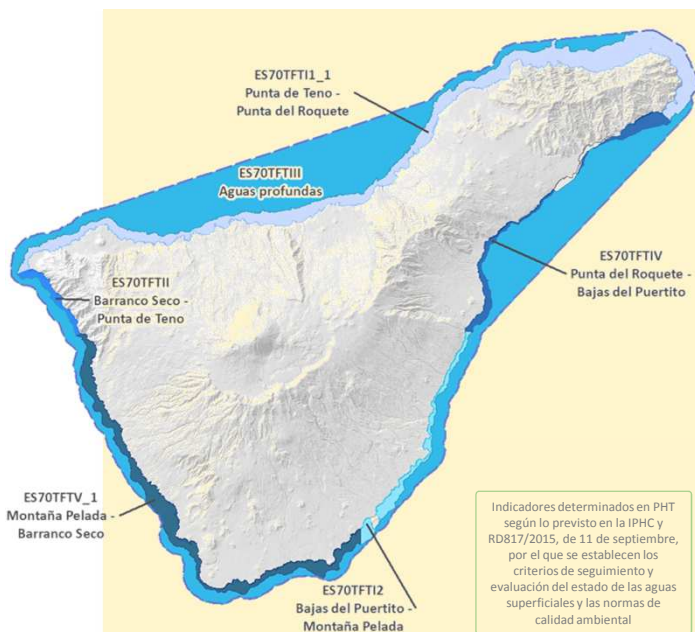 ES70TFTI1_1
Punta de Teno -
Punta del Roquete
ES70TFTIII
Aguas profundas
ES70TFTIV
Punta del Roquete -
Bajas del Puertito
ES70TFTII
Barranco Seco -
Punta de Teno
ES70TFTV_1
Montaña Pelada -
Barranco Seco
ES70TFTI2
Bajas del Puertito -
Montaña Pelada
Indicadores determinados en PHT
según lo previsto en la IPHC y
RD817/2015, de 11 de septiembre,
por el que se establecen los
criterios de seguimiento y
evaluación del estado de las aguas
superficiales y las normas de
calidad ambiental